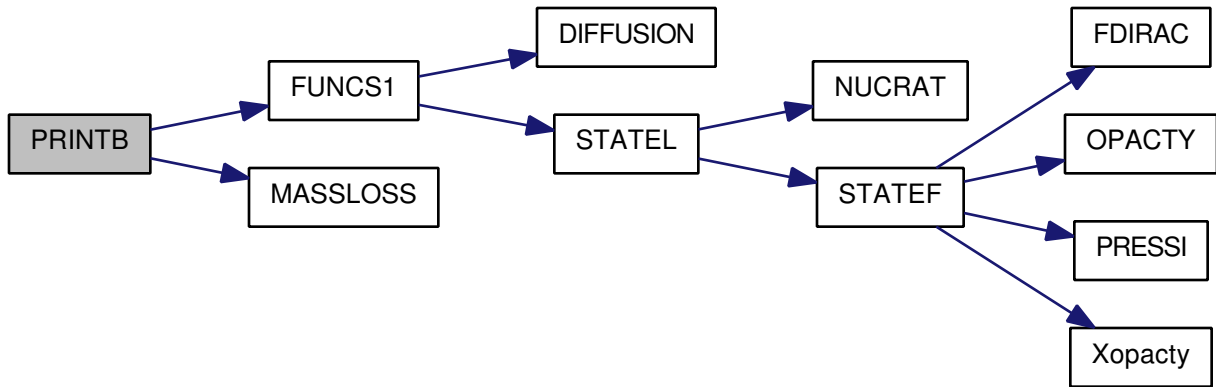 PRINTB
FUNCS1
MASSLOSS
DIFFUSION
STATEL
NUCRAT
STATEF
FDIRAC
OPACTY
PRESSI
Xopacty